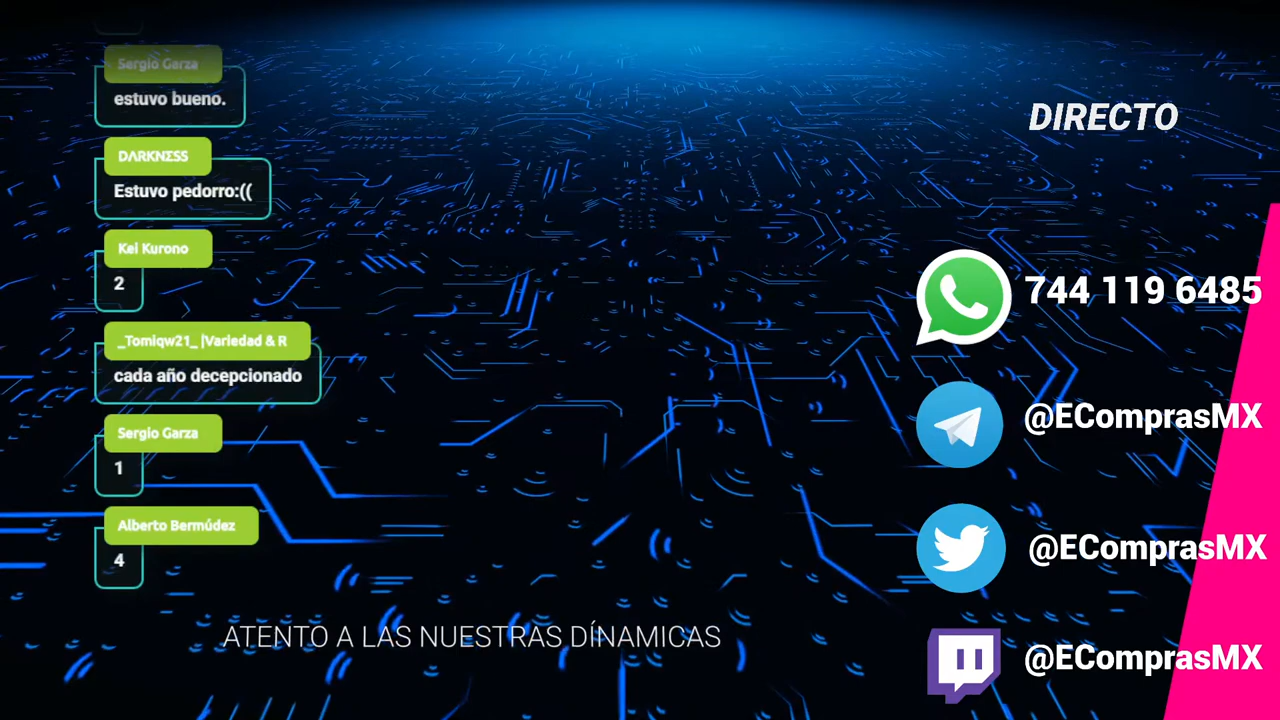 Sergio Garza
estuvo bueno.
DΛRKNΣSS
Estuvo pedorro:((
Kei Kurono
2
_Tomiqw21_ |Variedad & R
cada año decepcionado
Sergio Garza
1
Alberto Bermúdez
4
ATENTO A LAS NUESTRAS DÍNAMICAS
DIRECTO
744 119 6485
@EComprasMX
@EComprasMX
@EComprasMX